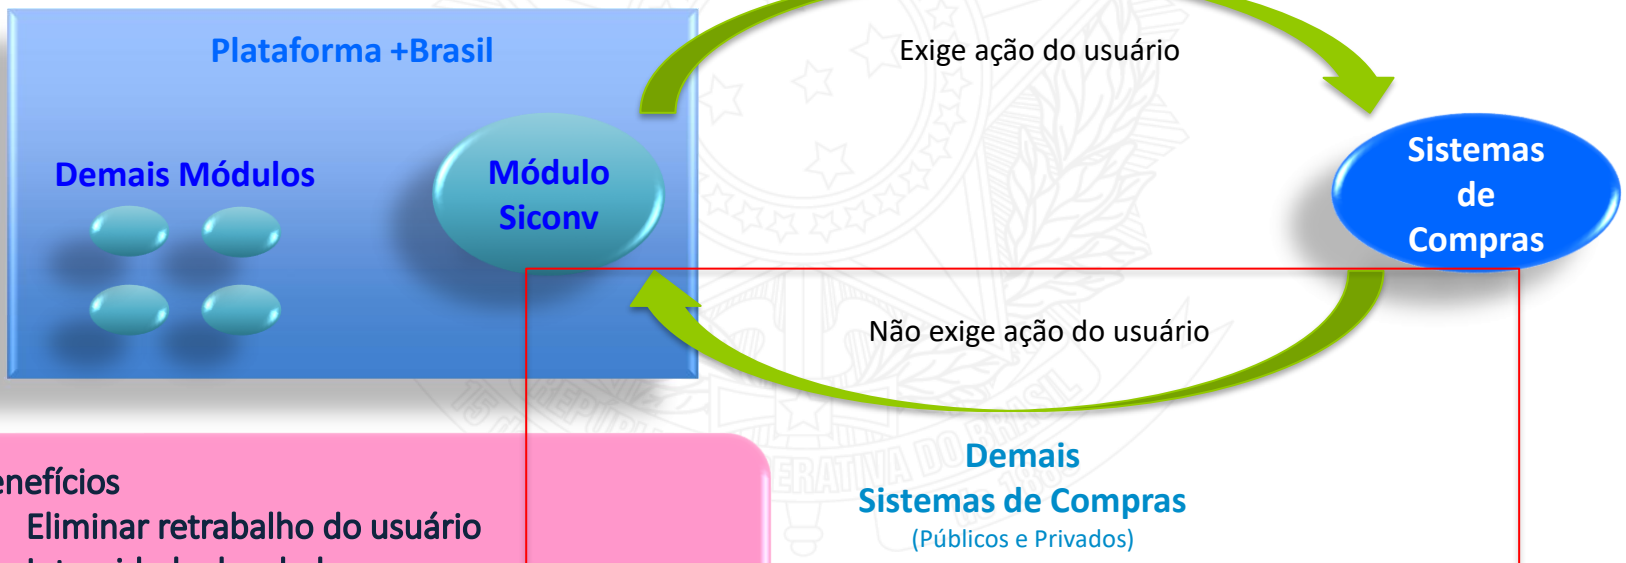 Plataforma +Brasil
Exige ação do usuário
Demais Módulos
Módulo
Siconv
Sistemas
de
Compras
Não exige ação do usuário
Demais
Sistemas de Compras
(Públicos e Privados)
enefícios
Eliminar retrabalho do usuário